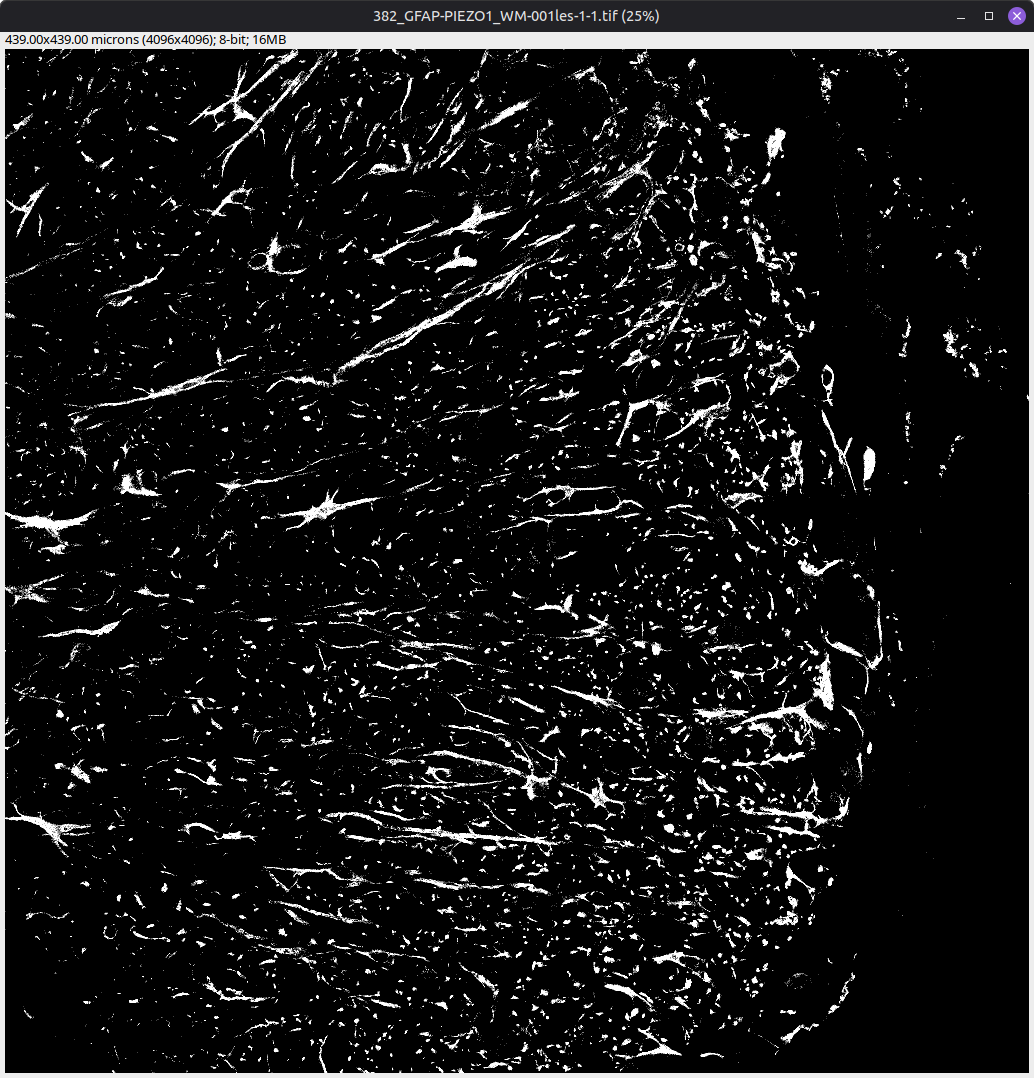 382_GFAP-PIEZO1_WM-001les-1-1.tif (25%)
439.00x439.00 microns (4096x4096); 8-bit; 16MB